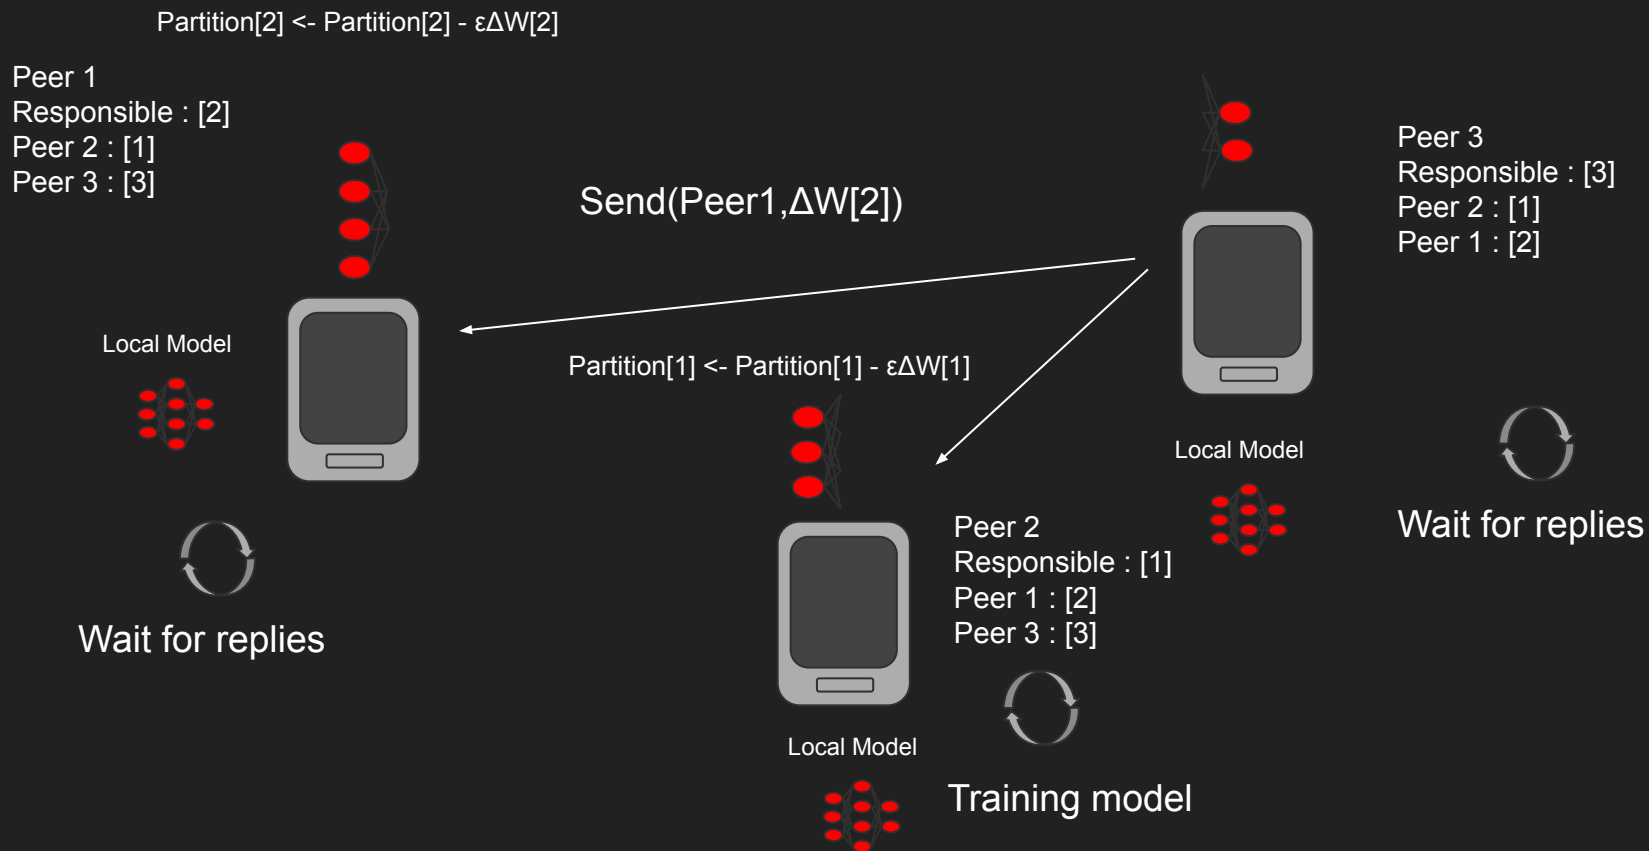 Partition[2] <- Partition[2] - εΔW[2]
Peer 1
Responsible : [2]
Peer 2 : [1]
Peer 3 : [3]
Send(Peer1,ΔW[2])
Peer 3
Responsible : [3]
Peer 2 : [1]
Peer 1 : [2]
Local Model
Partition[1] <- Partition[1] - εΔW[1]
Local Model
Wait for replies
Wait for replies
Peer 2
Responsible : [1]
Peer 1 : [2]
Peer 3 : [3]
Local Model
Training model